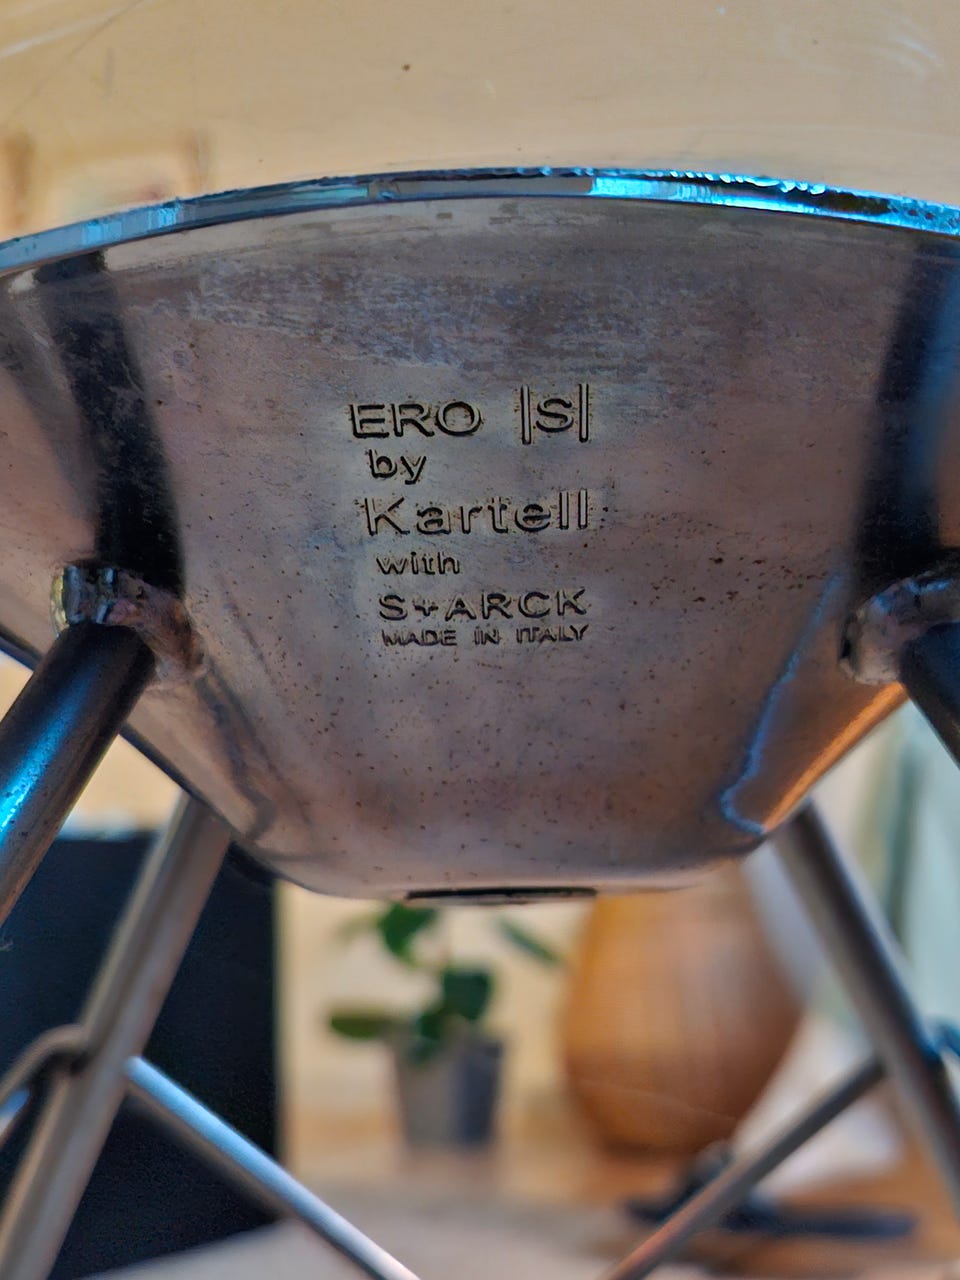 ERO |S|
by
Kartell
with
S+ARCK
MADE IN ITALY